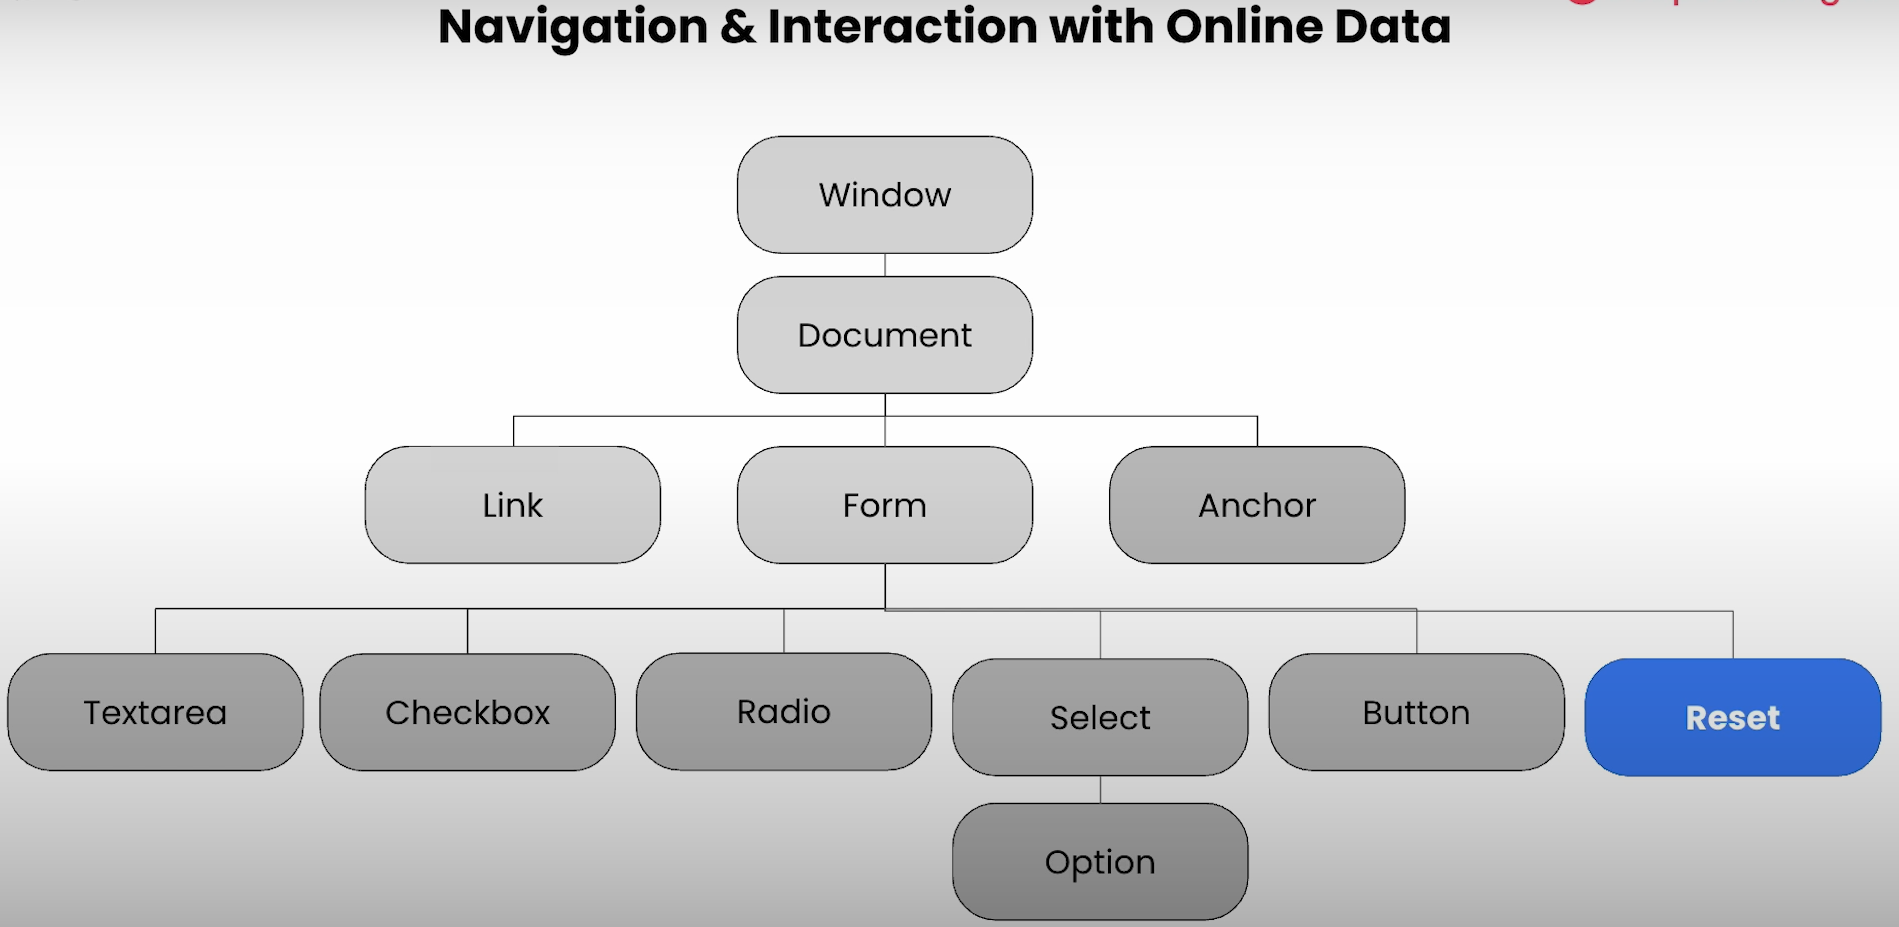 Navigation & Interaction with Online Data
Window
Document
Link
Form
Anchor
Textarea
Checkbox
Radio
Select
Button
Reset
Option